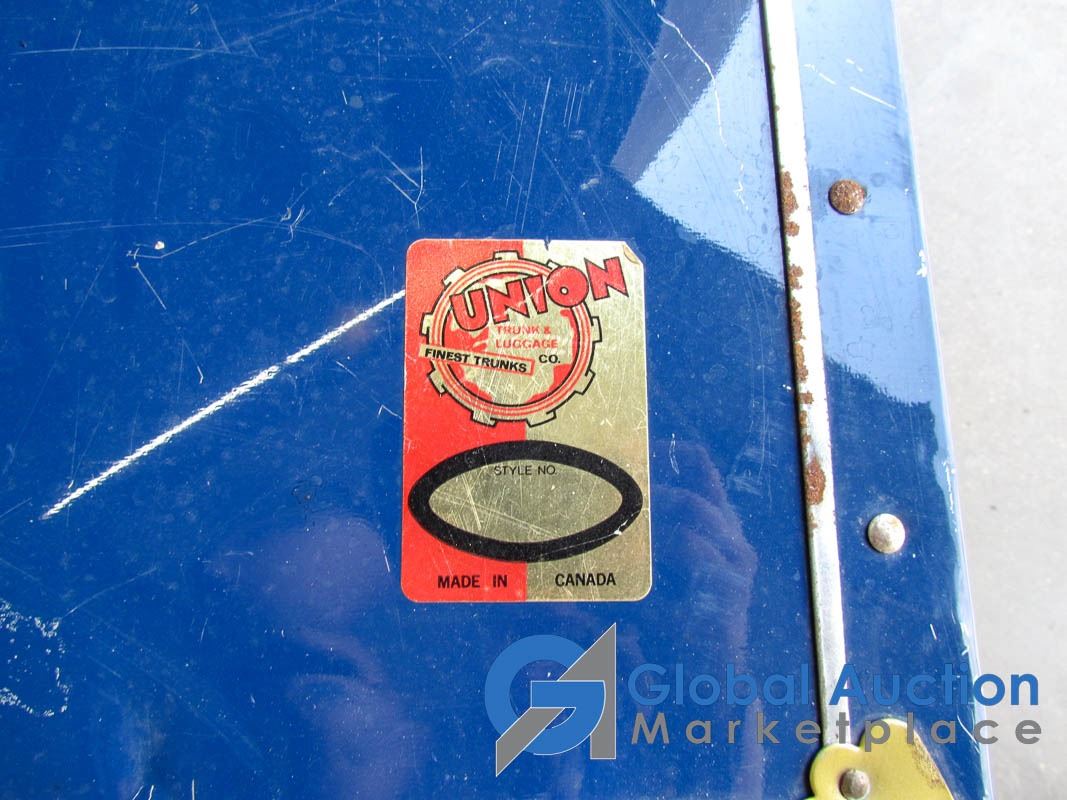 UNION
TRUNK &
LUGGAGE
FINEST TRUNKS CO.
STYLE NO.
MADE IN CANADA
Global Auction
Marketplace